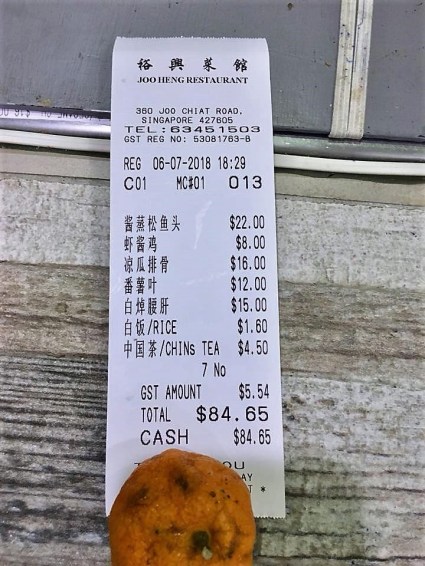 裕興菜館
JOO HENG RESTAURANT
360 JOO CHIAT ROAD,
SINGAPORE 427605
TEL:63451503
GST REG NO: 53081763-B
REG 06-07-2018 18:29
C01 MC#01 013
酱蒸松鱼头 $22.00
虾酱鸡 $8.00
凉瓜排骨 $16.00
番薯叶 $12.00
白焯腰肝 $15.00
白饭/RICE $1.60
中国茶/CHINs TEA $4.50
7 No
GST AMOUNT $5.54
TOTAL $84.65
CASH $84.65